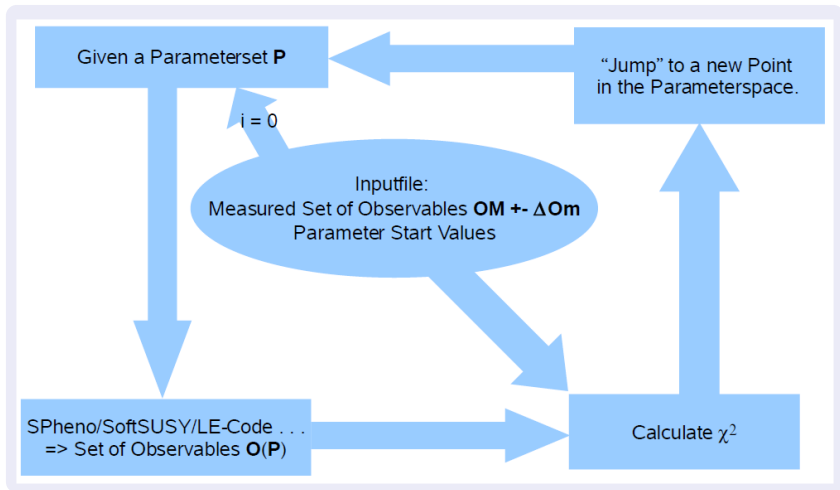 Given a Parameterset P
“Jump” to a new Point
in the Parameterspace.
i = 0
Inputfile:
Measured Set of Observables OM +- ΔOm
Parameter Start Values
SPheno/SoftSUSY/LE-Code . . .
=> Set of Observables O(P)
Calculate χ²